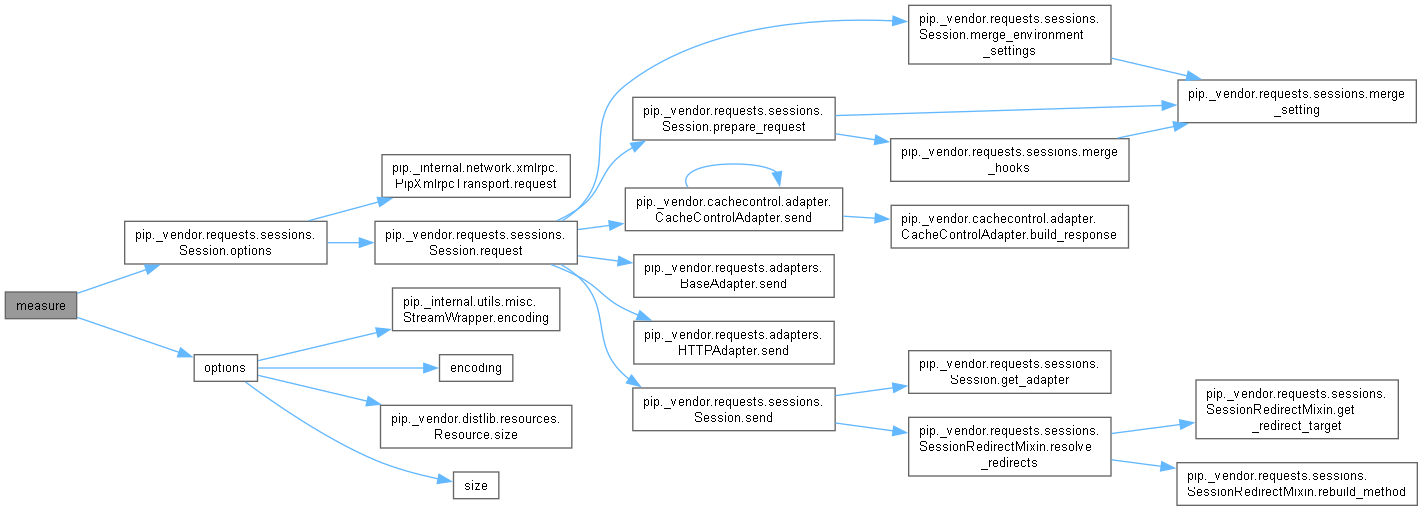 measure
pip._vendor.requests.sessions.
Session.options
pip._internal.network.xmlrpc.
PipXmlrpcTransport.request
pip._vendor.requests.sessions.
Session.request
pip._vendor.requests.sessions.
Session.merge_environment
_settings
pip._vendor.requests.sessions.merge
_setting
pip._vendor.requests.sessions.
Session.prepare_request
pip._vendor.requests.sessions.merge
_hooks
pip._vendor.cachecontrol.adapter.
CacheControlAdapter.send
pip._vendor.cachecontrol.adapter.
CacheControlAdapter.build_response
pip._vendor.requests.adapters.
BaseAdapter.send
pip._vendor.requests.adapters.
HTTPAdapter.send
pip._vendor.requests.sessions.
Session.send
pip._vendor.requests.sessions.
Session.get_adapter
pip._vendor.requests.sessions.
SessionRedirectMixin.resolve
_redirects
pip._vendor.requests.sessions.
SessionRedirectMixin.get
_redirect_target
pip._vendor.requests.sessions.
SessionRedirectMixin.rebuild_method
options
pip._internal.utils.misc.
StreamWrapper.encoding
encoding
pip._vendor.distlib.resources.
Resource.size
size